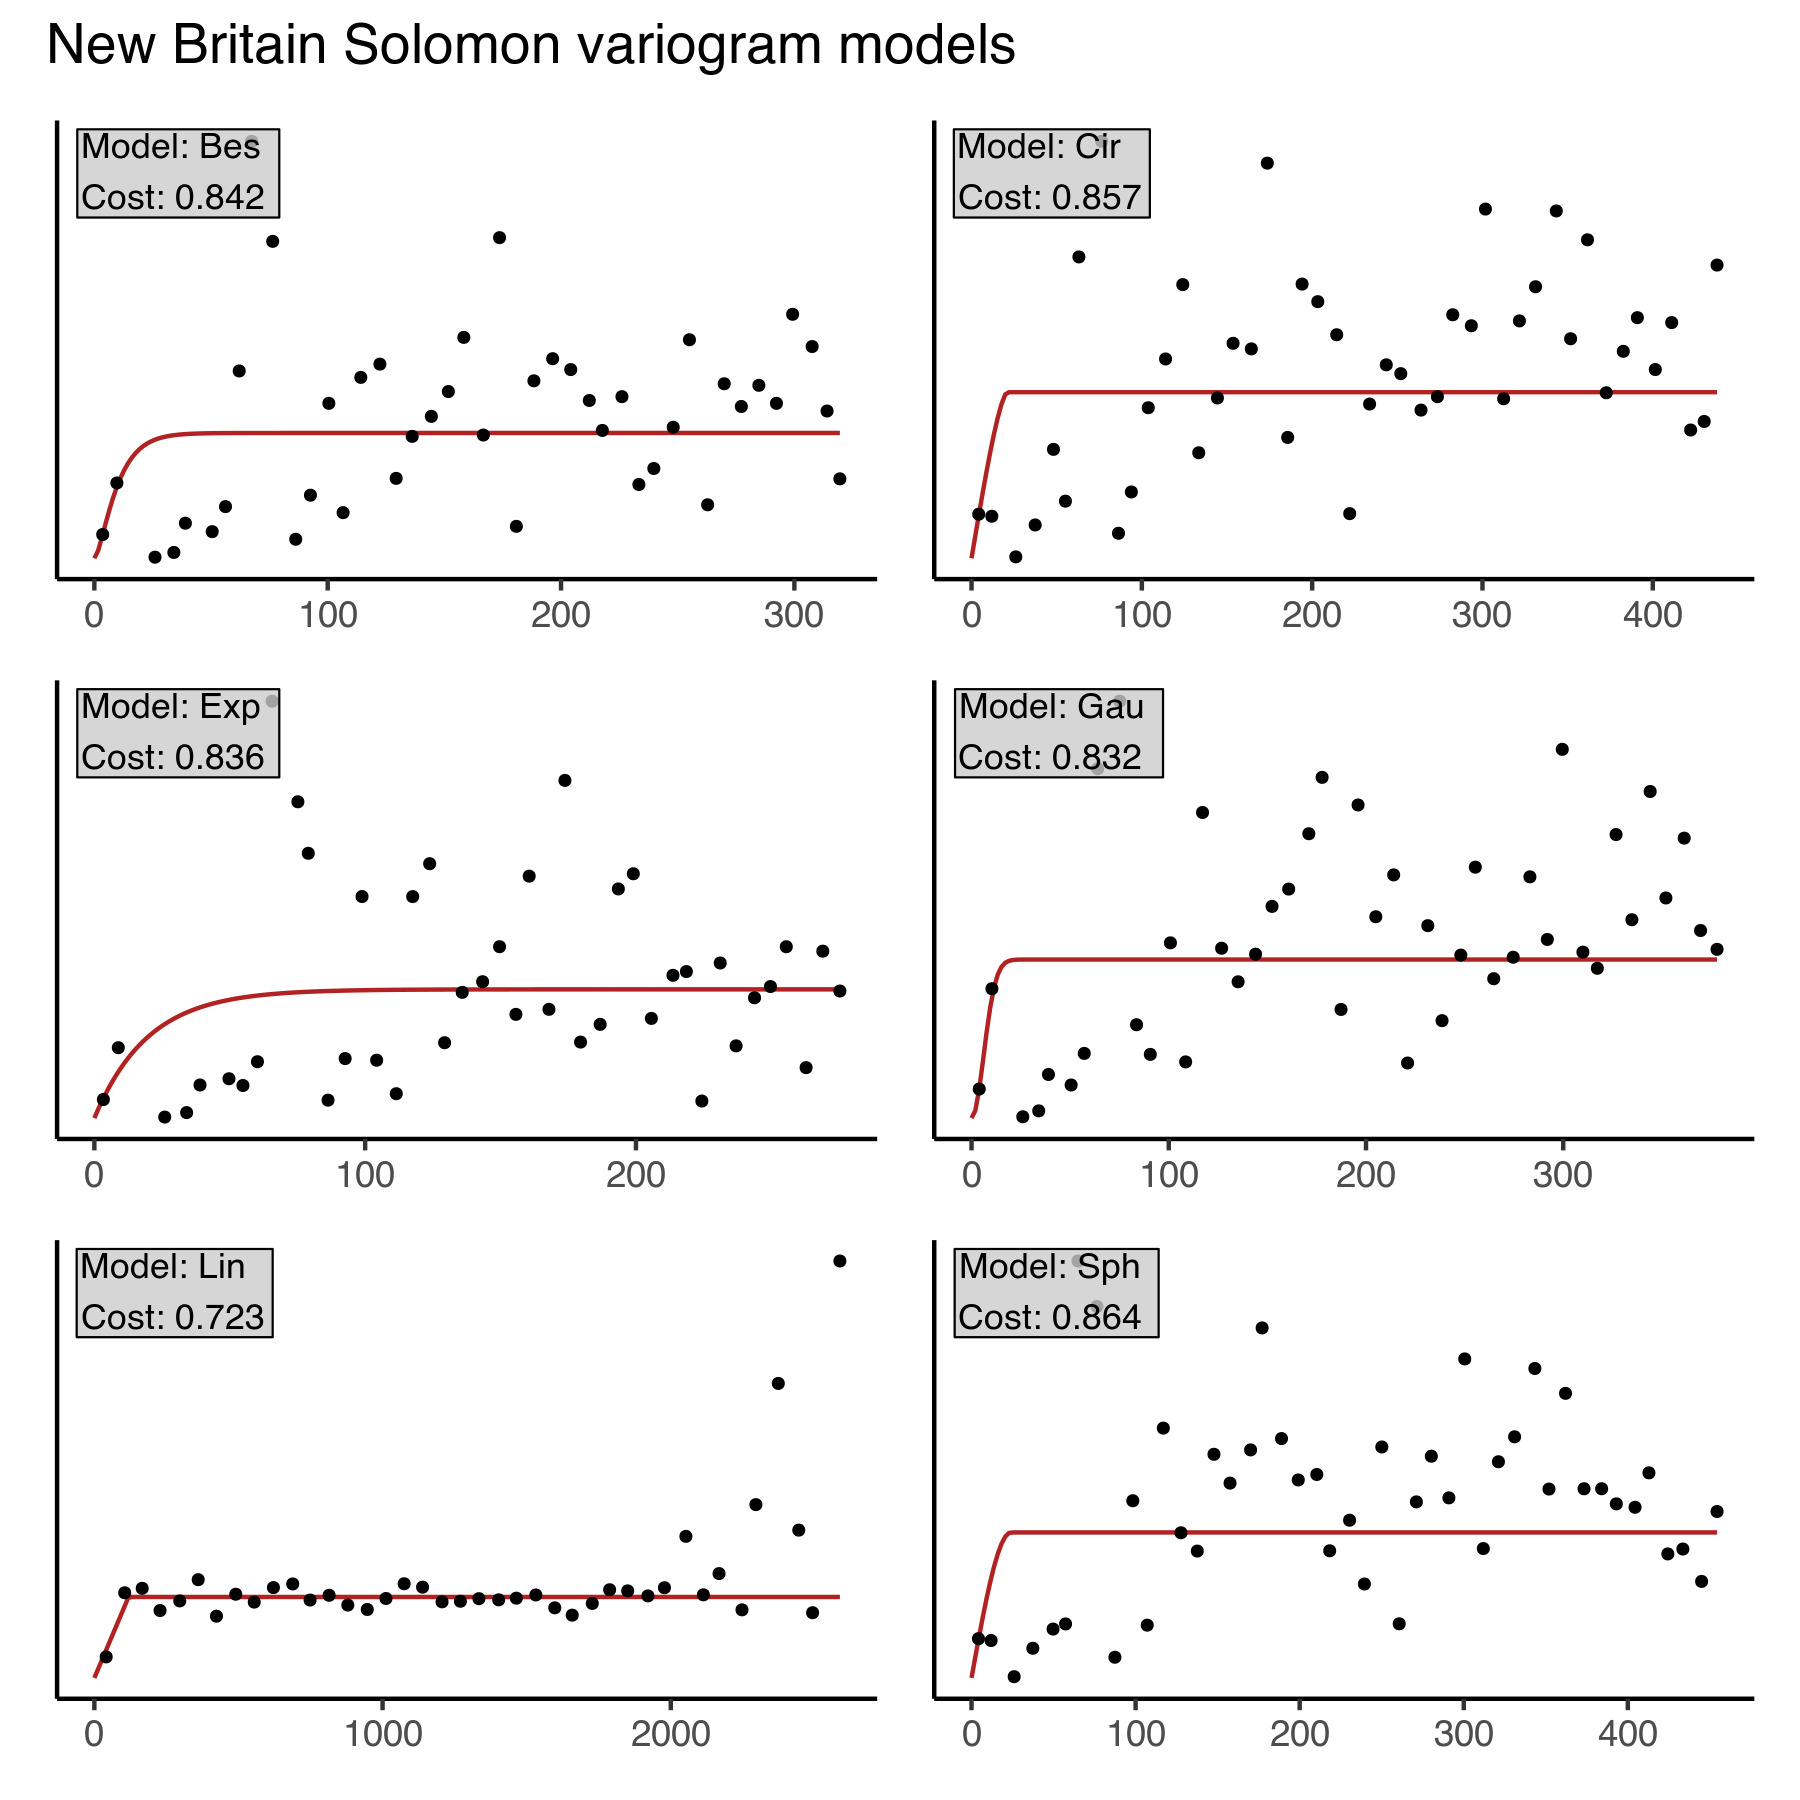 New Britain Solomon variogram models
Model: Bes
Cost: 0.842
0 100 200 300
Model: Cir
Cost: 0.857
0 100 200 300 400
Model: Exp
Cost: 0.836
0 100 200
Model: Gau
Cost: 0.832
0 100 200 300
Model: Lin
Cost: 0.723
0 1000 2000
Model: Sph
Cost: 0.864
0 100 200 300 400